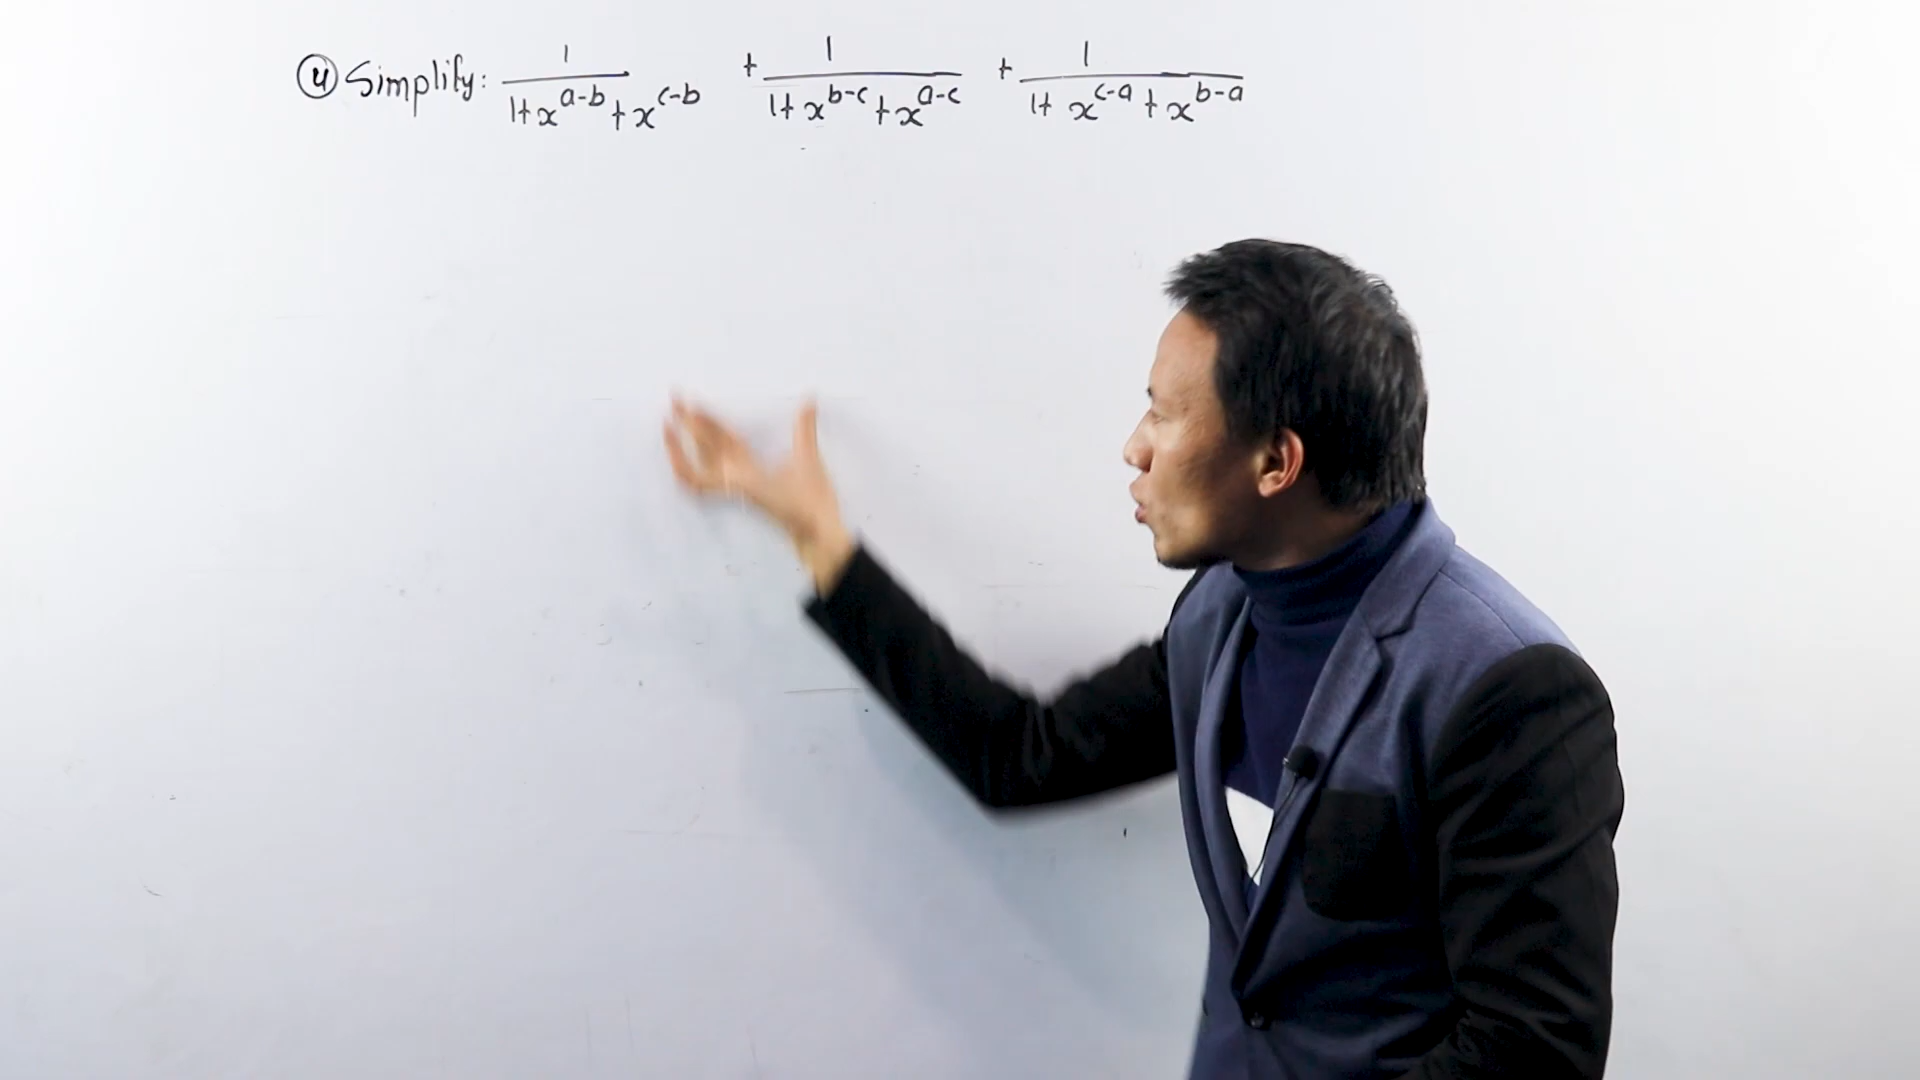 ④ Simplify: 1/(1+x^(a-b)+x^(c-b)) + 1/(1+x^(b-c)+x^(a-c)) + 1/(1+x^(c-a)+x^(b-a))